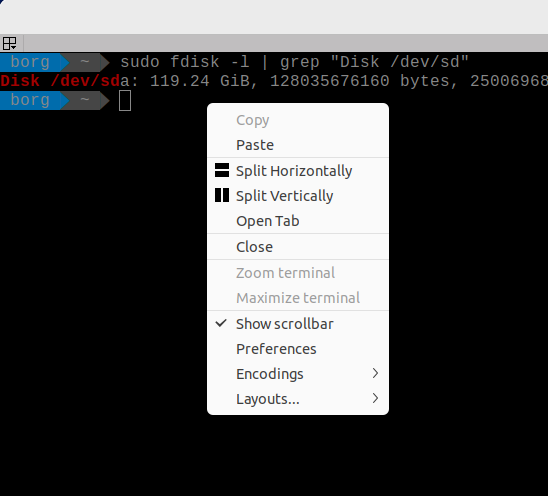 borg ~ sudo fdisk -l | grep "Disk /dev/sd"
Disk /dev/sda: 119.24 GiB, 128035676160 bytes, 25006968
borg ~
Copy
Paste
Split Horizontally
Split Vertically
Open Tab
Close
Zoom terminal
Maximize terminal
Show scrollbar
Preferences
Encodings
Layouts...